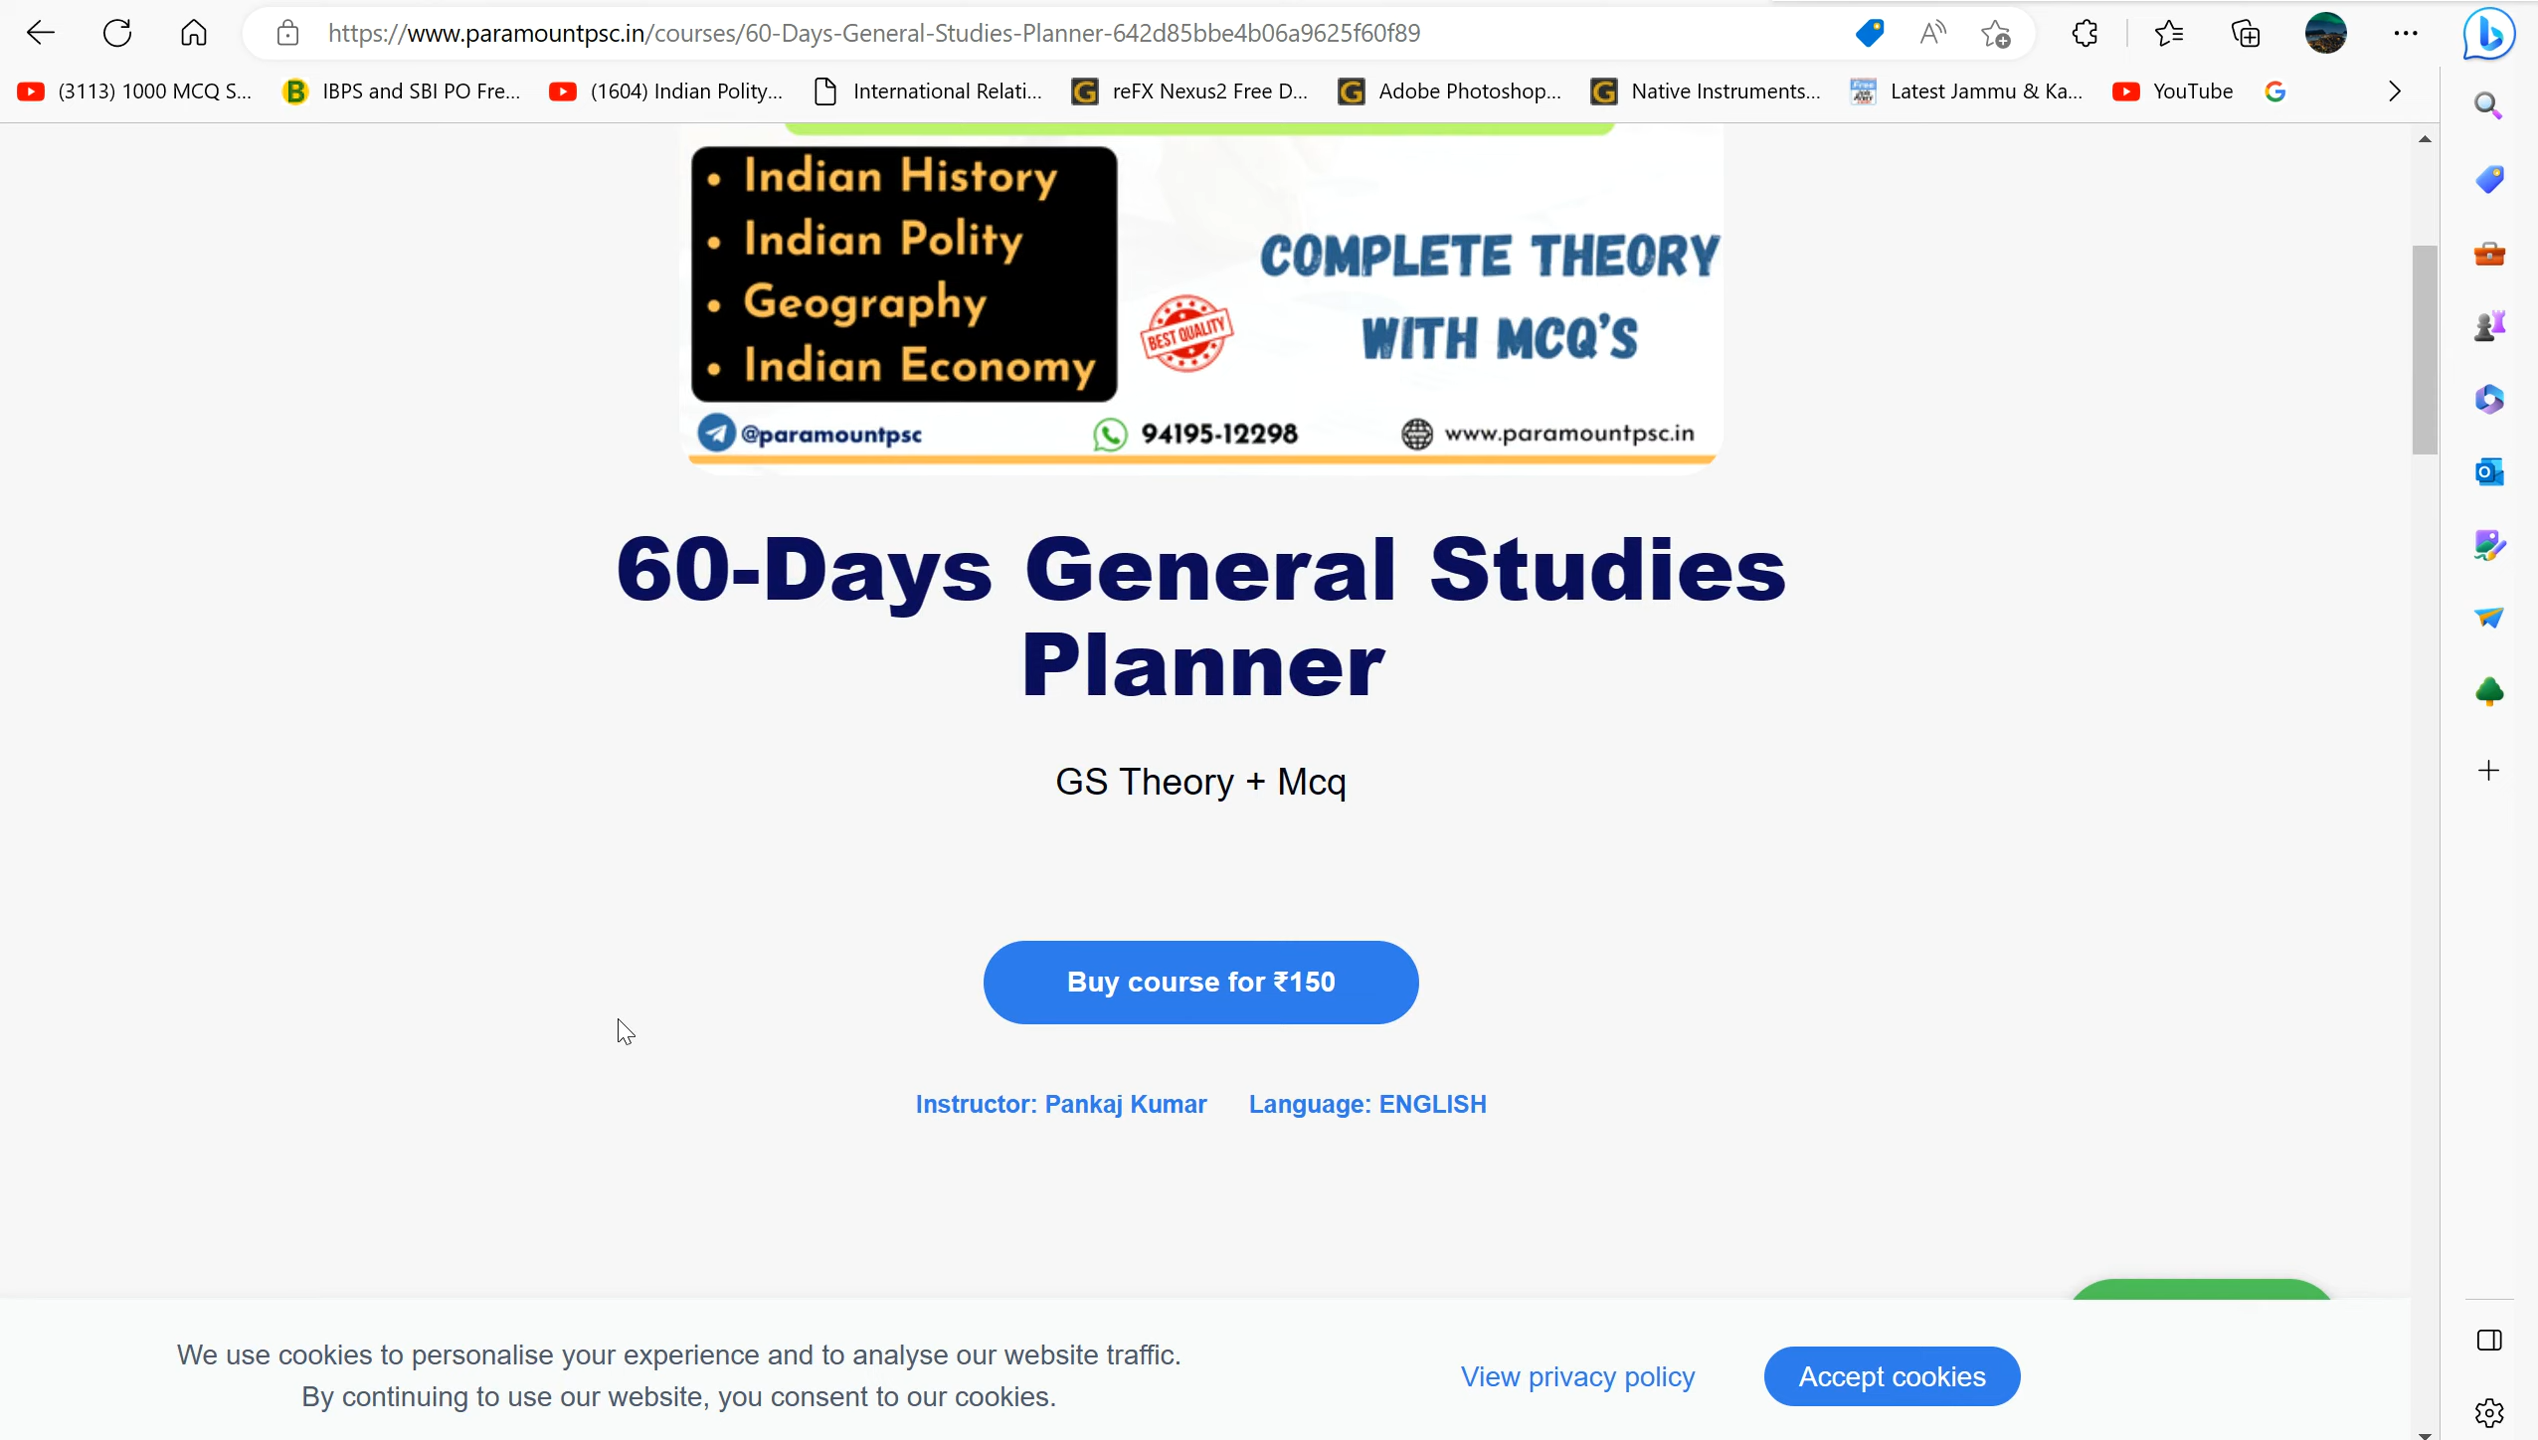 https://www.paramountpsc.in/courses/60-Days-General-Studies-Planner-642d85bbe4b06a9625f60f89
(3113) 1000 MCQ S... IBPS and SBI PO Fre... (1604) Indian Polity... International Relati... reFX Nexus2 Free D... Adobe Photoshop... Native Instruments... Latest Jammu & Ka... YouTube
• Indian History
• Indian Polity
• Geography
• Indian Economy
COMPLETE THEORY
WITH MCQ'S
BEST QUALITY
@paramountpsc 94195-12298 www.paramountpsc.in
60-Days General Studies
Planner
GS Theory + Mcq
Buy course for ₹150
Instructor: Pankaj Kumar Language: ENGLISH
We use cookies to personalise your experience and to analyse our website traffic.
By continuing to use our website, you consent to our cookies.
View privacy policy
Accept cookies